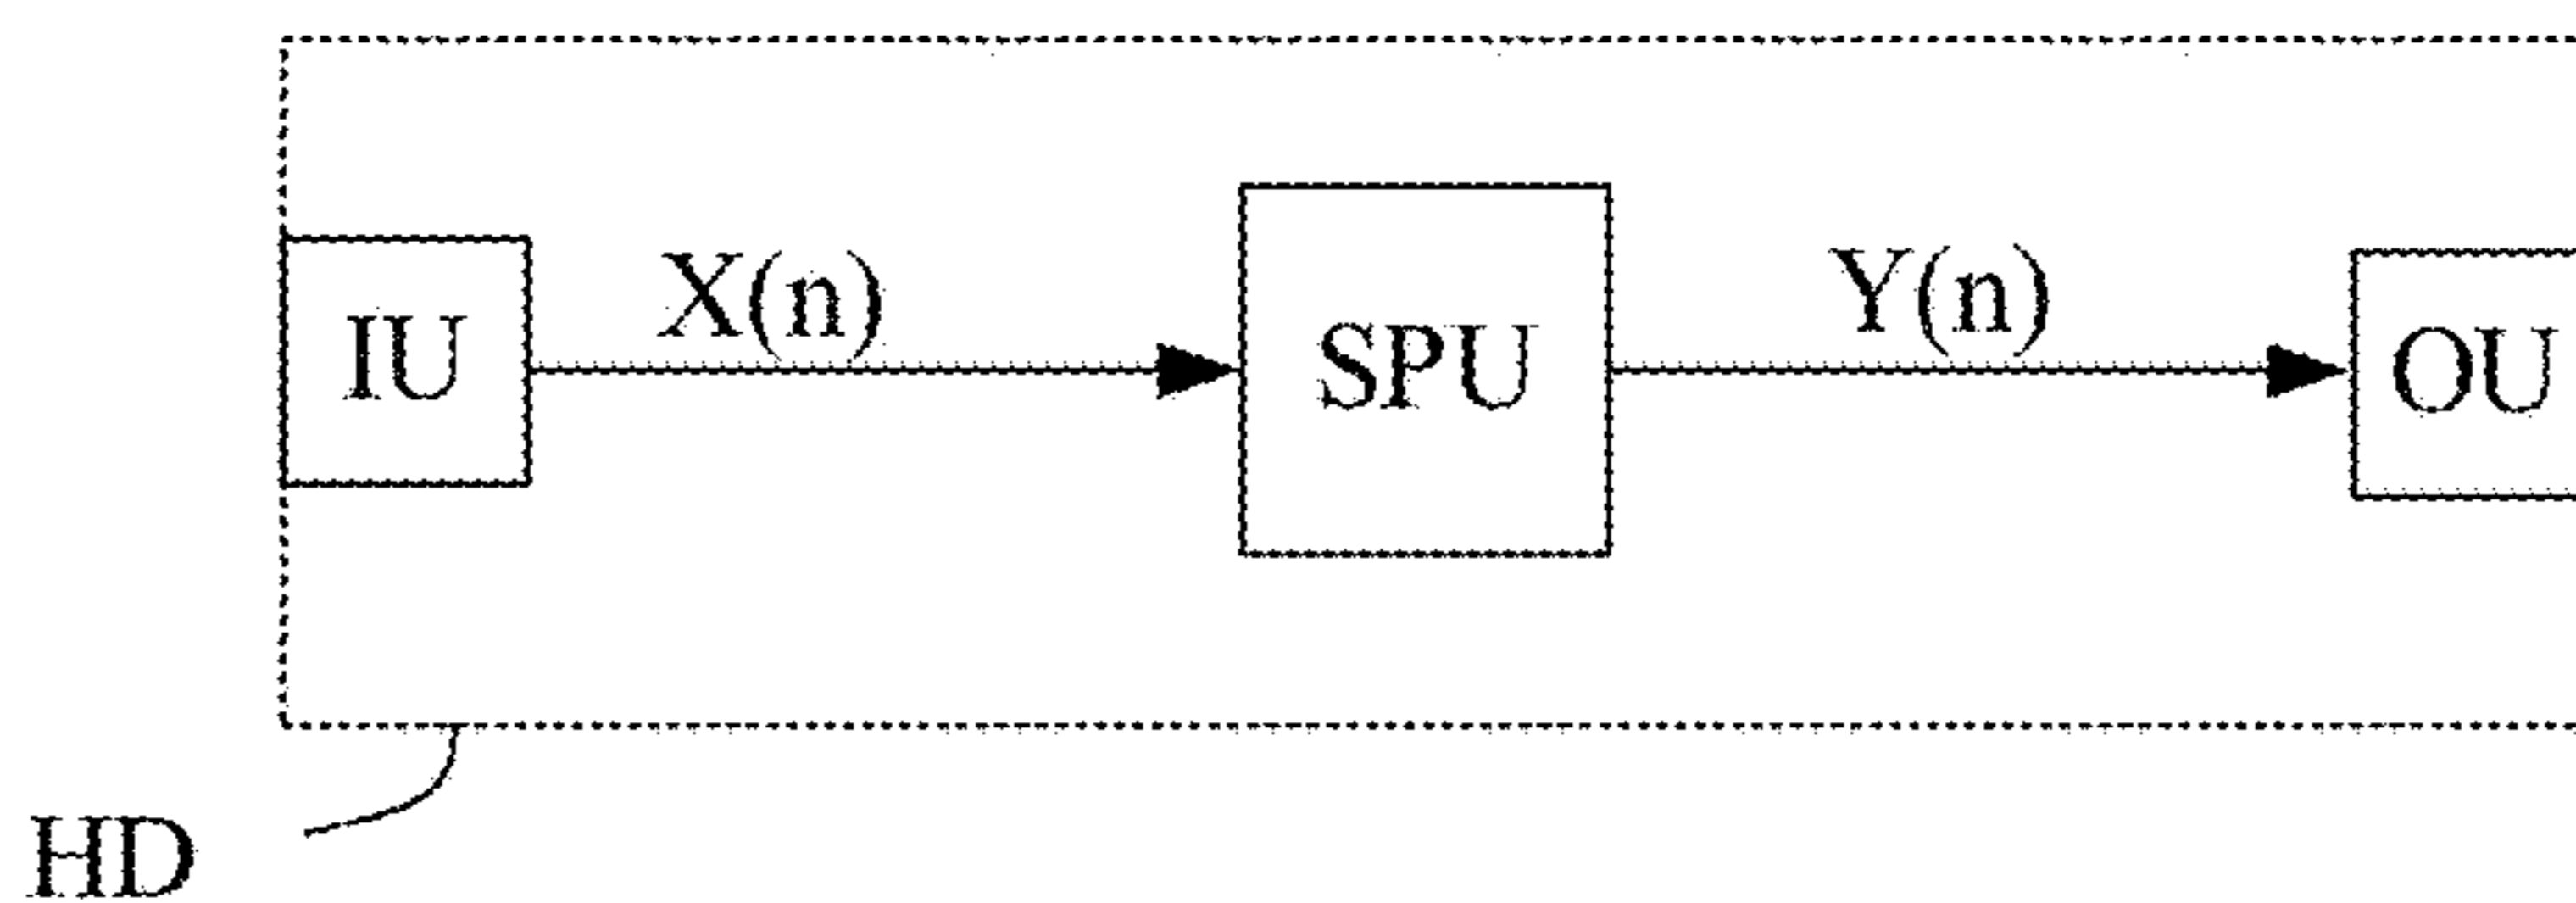 X(n)
Y(n)
IU
SPU
OU
HD